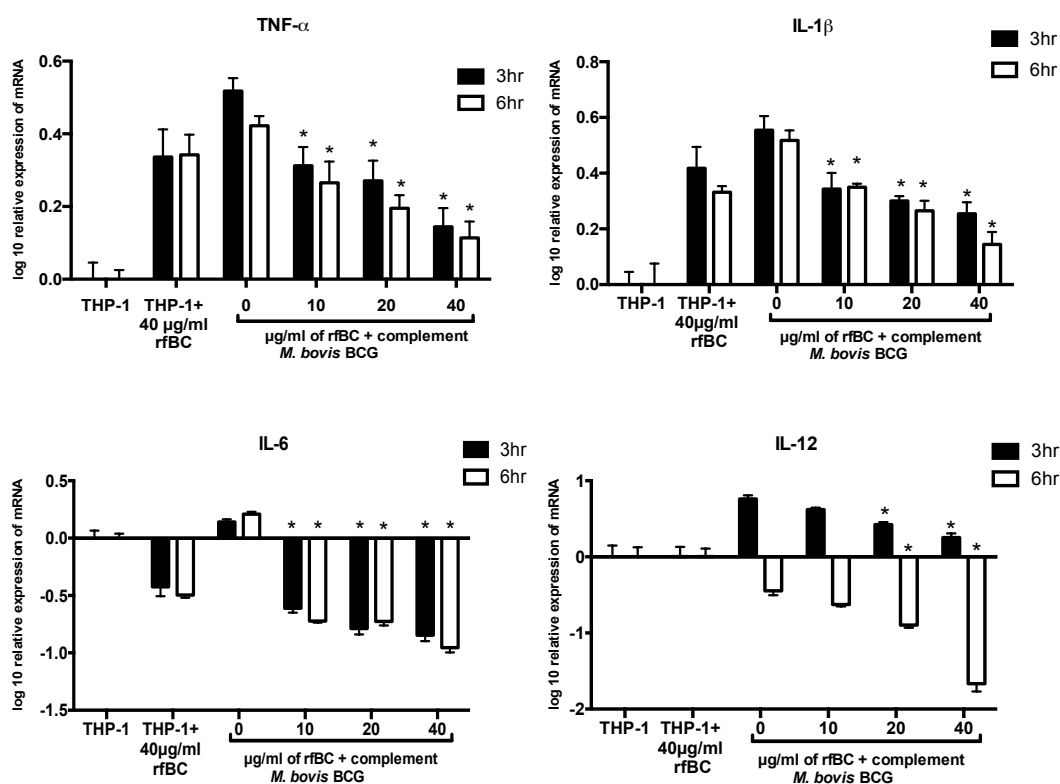 TNF-α
log 10 relative expression of mRNA
0.6
0.4
0.2
0.0
3hr
6hr
* * * * * *
THP-1
THP-1+
40 µg/ml
rfBC
0 10 20 40
µg/ml of rfBC + complement
M. bovis BCG
IL-1β
log 10 relative expression of mRNA
0.8
0.6
0.4
0.2
0.0
3hr
6hr
* * * * * *
THP-1
THP-1+
40µg/ml
rfBC
0 10 20 40
µg/ml of rfBC + complement
M. bovis BCG
IL-6
log 10 relative expression of mRNA
0.5
0.0
-0.5
-1.0
-1.5
3hr
6hr
* * * * * *
THP-1
THP-1+
40µg/ml
rfBC
0 10 20 40
µg/ml of rfBC + complement
M. bovis BCG
IL-12
log 10 relative expression of mRNA
1
0
-1
-2
3hr
6hr
* * * *
THP-1
THP-1+
40µg/ml
rfBC
0 10 20 40
µg/ml of rfBC + complement
M. bovis BCG